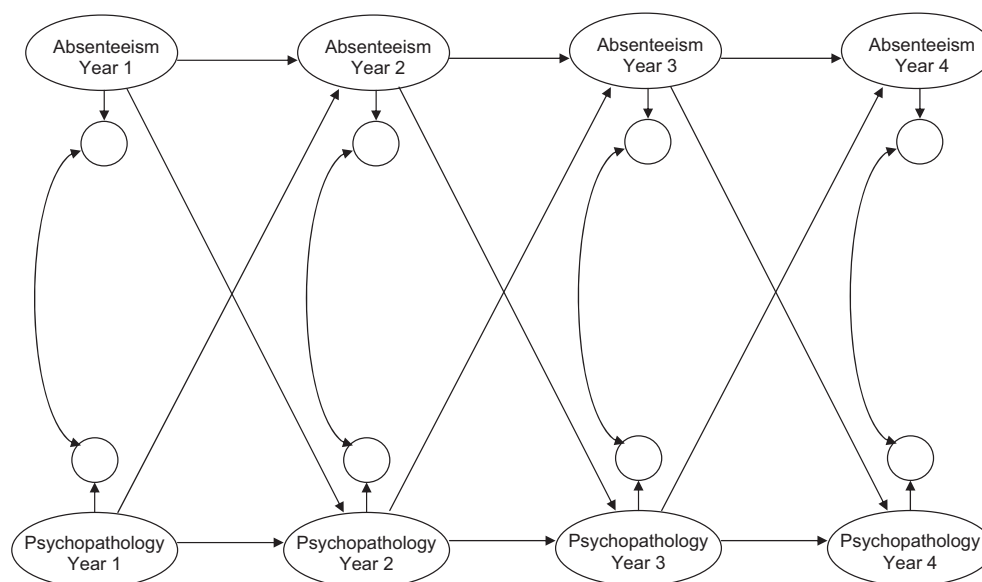 Absenteeism
Year 1
Absenteeism
Year 2
Absenteeism
Year 3
Absenteeism
Year 4
Psychopathology
Year 1
Psychopathology
Year 2
Psychopathology
Year 3
Psychopathology
Year 4